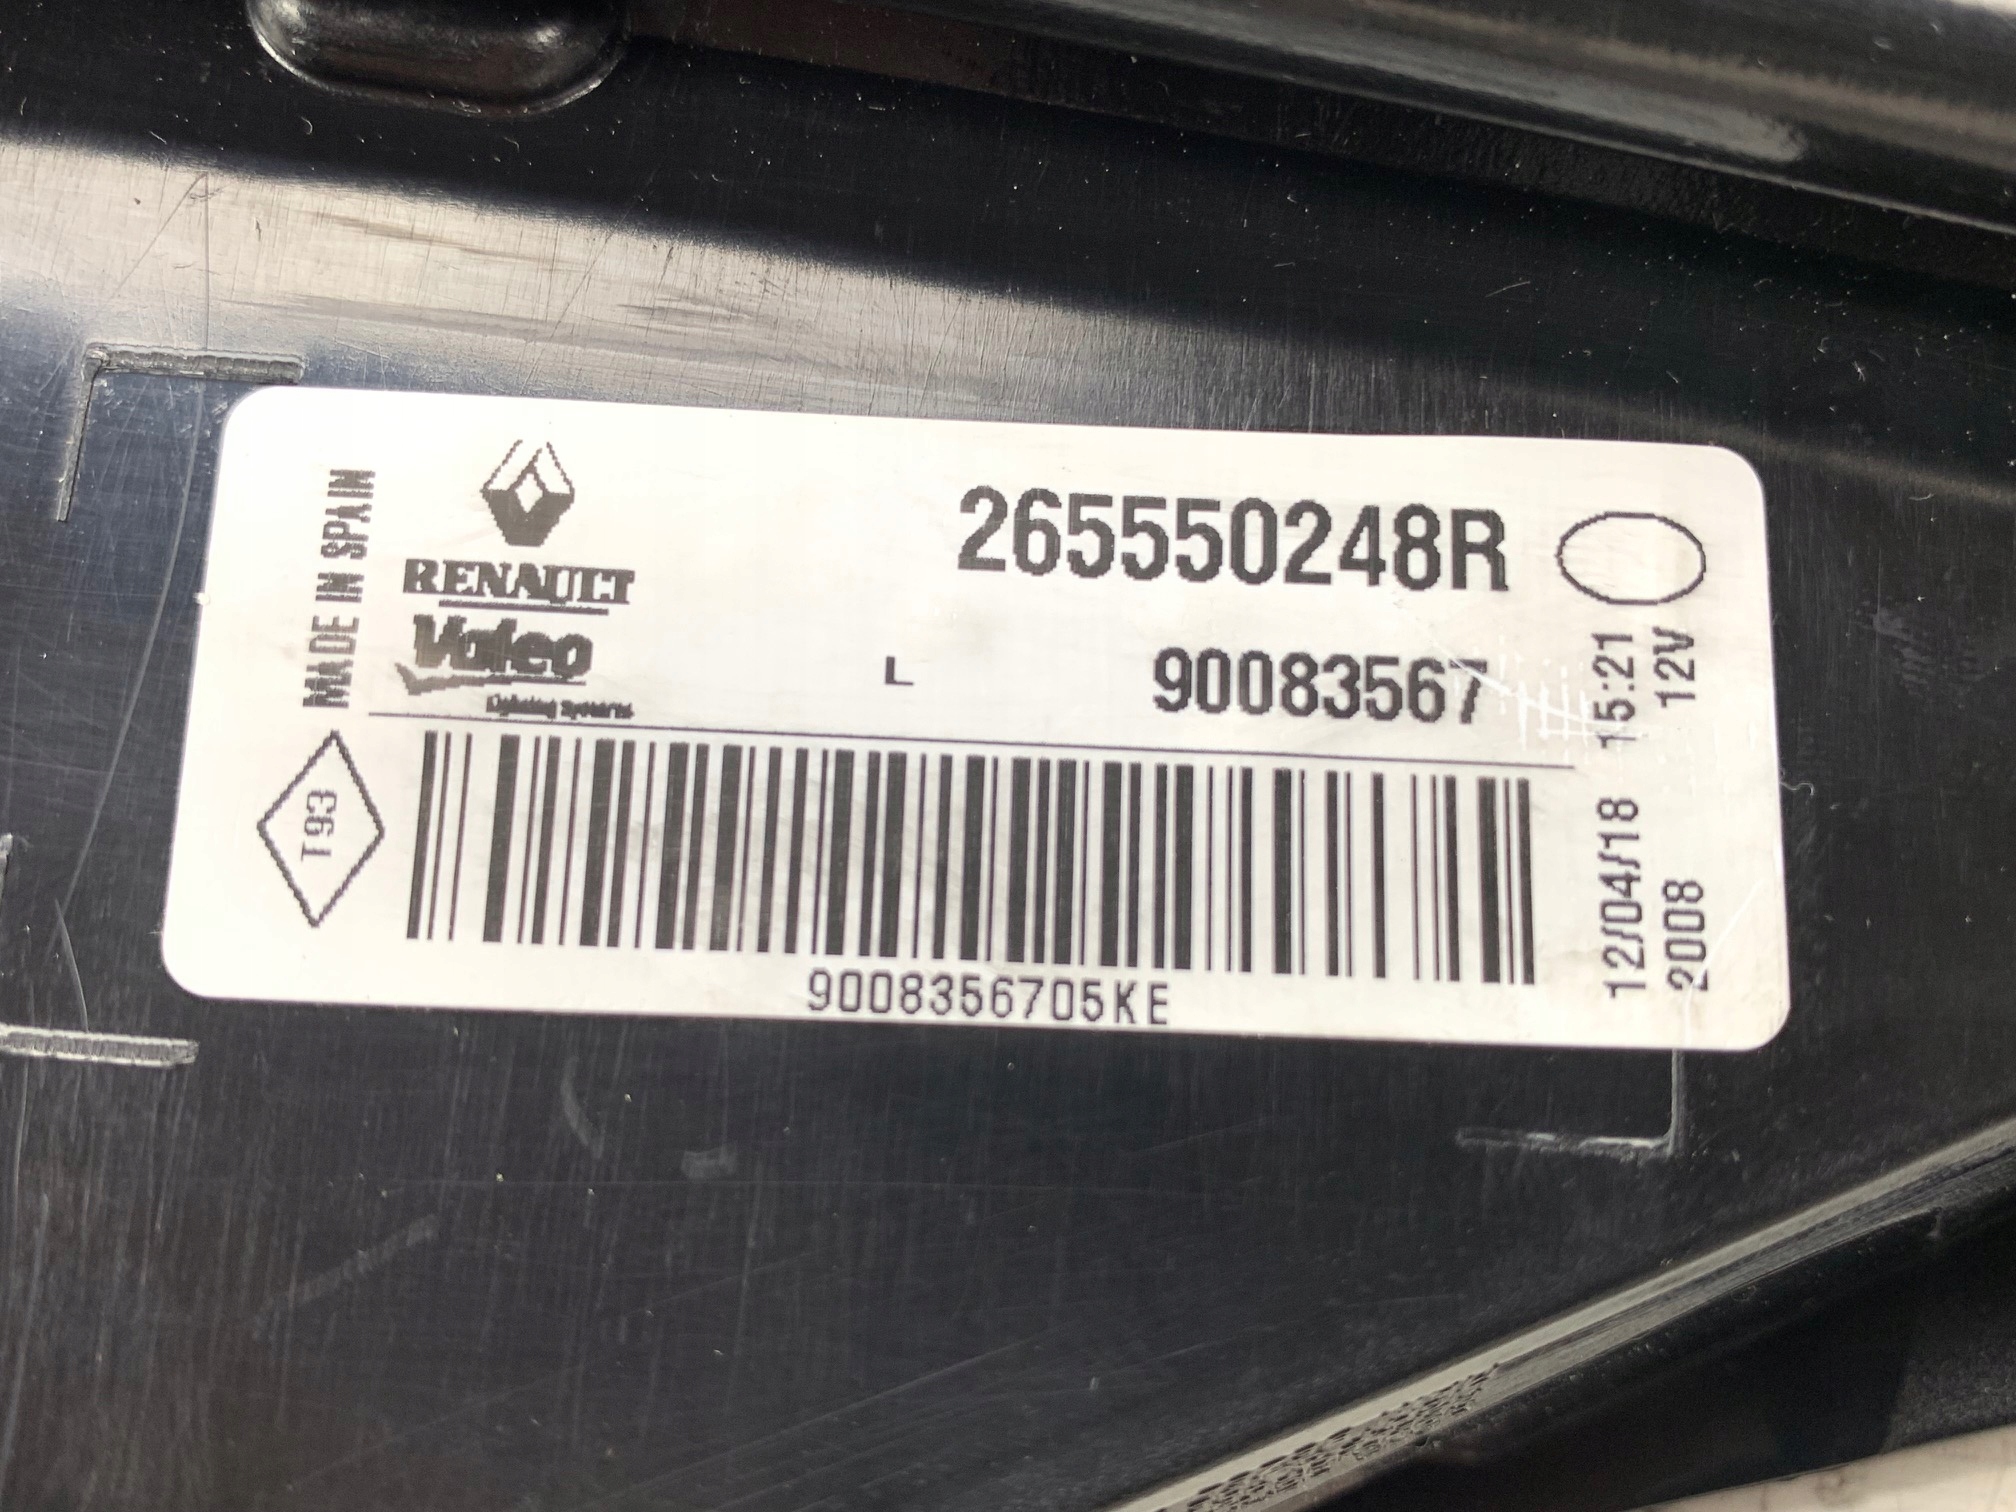 MADE IN SPAIN
RENAULT
Valeo
Lighting Systems
265550248R
L 90083567
T93
9008356705KE
12/04/18 15:21
2008 12V